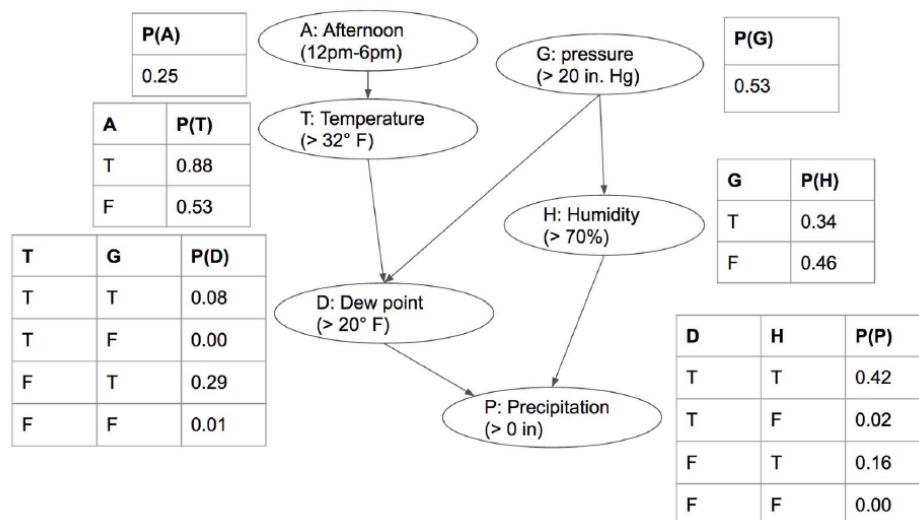 P(A)
0.25
A: Afternoon
(12pm-6pm)
G: pressure
(> 20 in. Hg)
P(G)
0.53
A P(T)
T 0.88
F 0.53
T: Temperature
(> 32° F)
G P(H)
T 0.34
F 0.46
H: Humidity
(> 70%)
T G P(D)
T T 0.08
T F 0.00
F T 0.29
F F 0.01
D: Dew point
(> 20° F)
D H P(P)
T T 0.42
T F 0.02
F T 0.16
F F 0.00
P: Precipitation
(> 0 in)